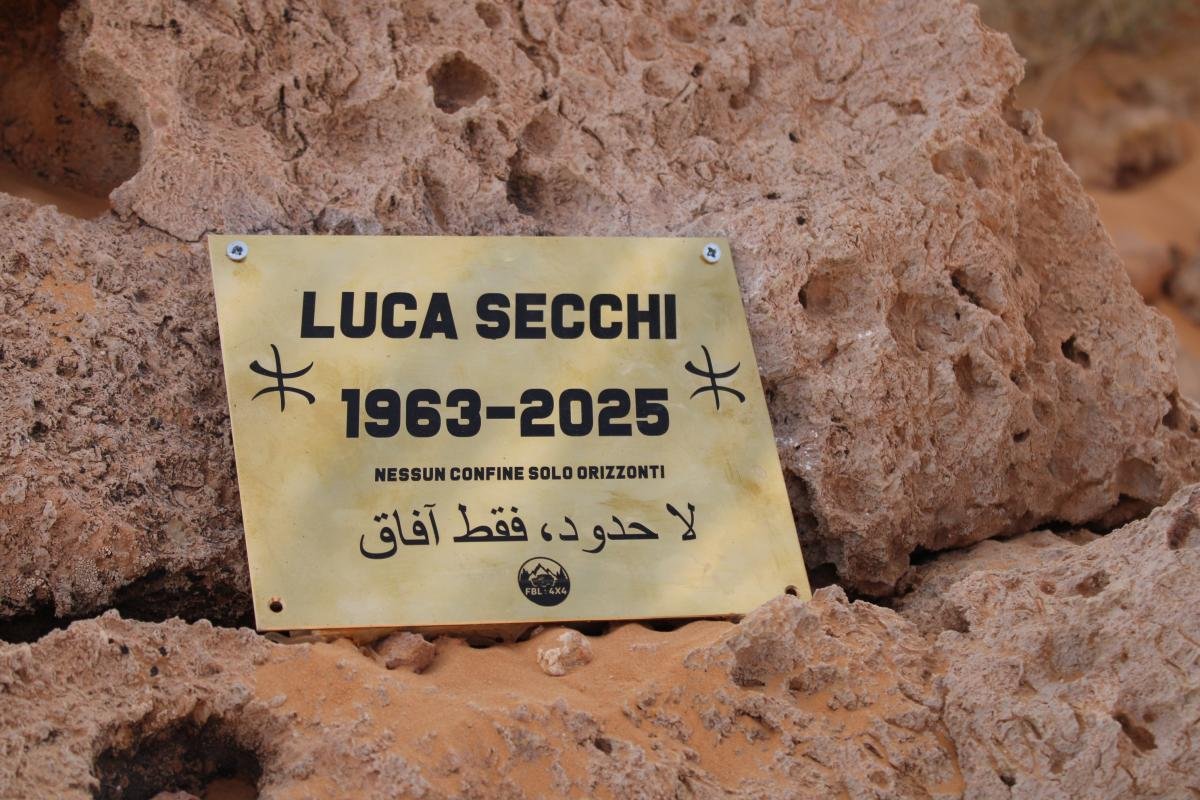 LUCA SECCHI
ⵣ ⵣ
1963-2025
NESSUN CONFINE SOLO ORIZZONTI
لا حدود، فقط آفاق
FBL : 4X4